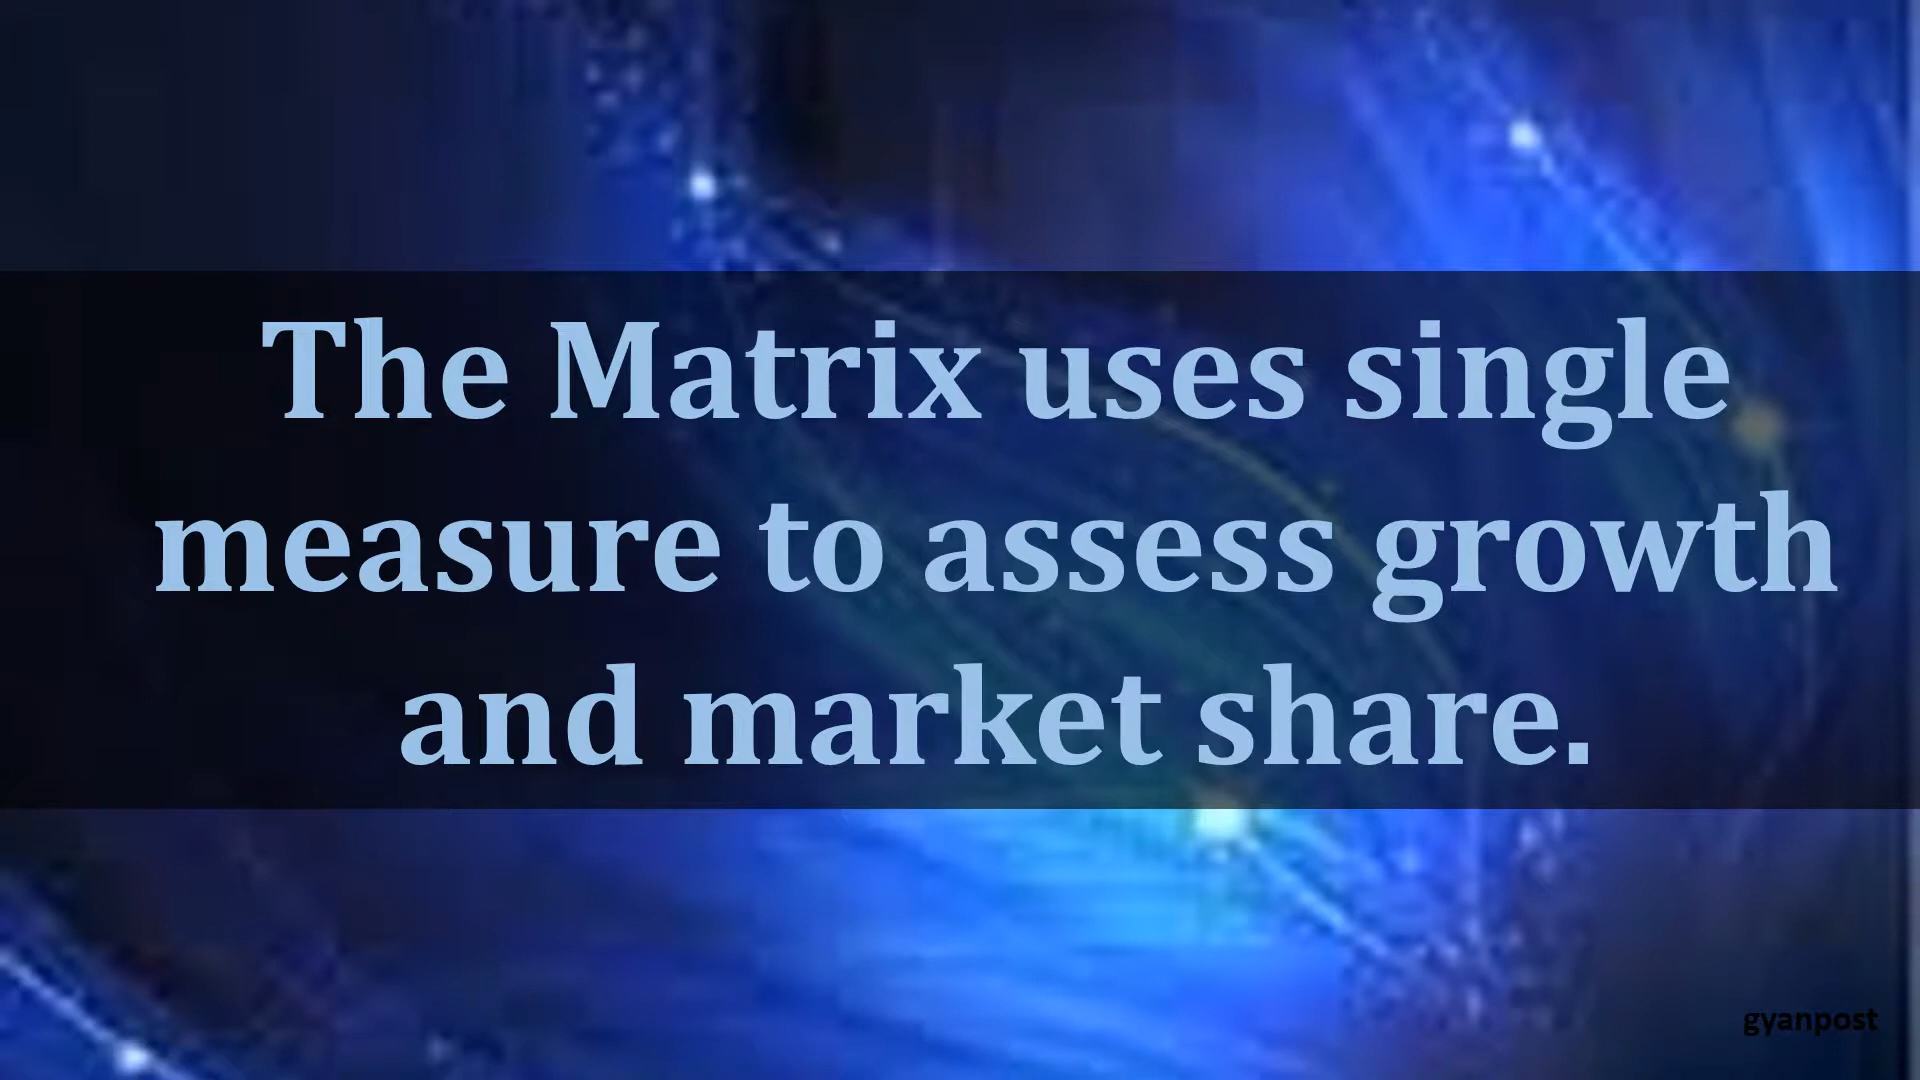 The Matrix uses single
measure to assess growth
and market share.
gyanpost